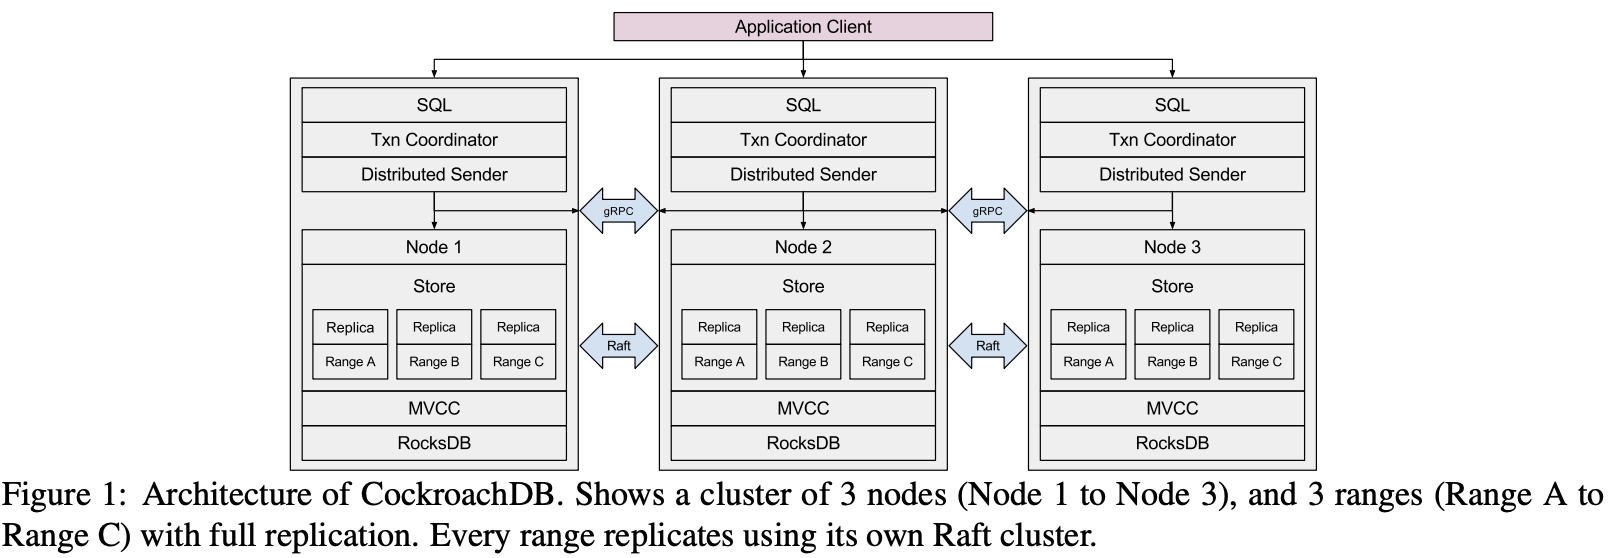 Application Client
SQL SQL SQL
Txn Coordinator Txn Coordinator Txn Coordinator
Distributed Sender Distributed Sender Distributed Sender
gRPC gRPC
Node 1 Node 2 Node 3
Store Store Store
Replica Replica Replica Replica Replica Replica Replica Replica Replica
Raft Raft
Range A Range B Range C Range A Range B Range C Range A Range B Range C
MVCC MVCC MVCC
RocksDB RocksDB RocksDB
Figure 1: Architecture of CockroachDB. Shows a cluster of 3 nodes (Node 1 to Node 3), and 3 ranges (Range A to
Range C) with full replication. Every range replicates using its own Raft cluster.